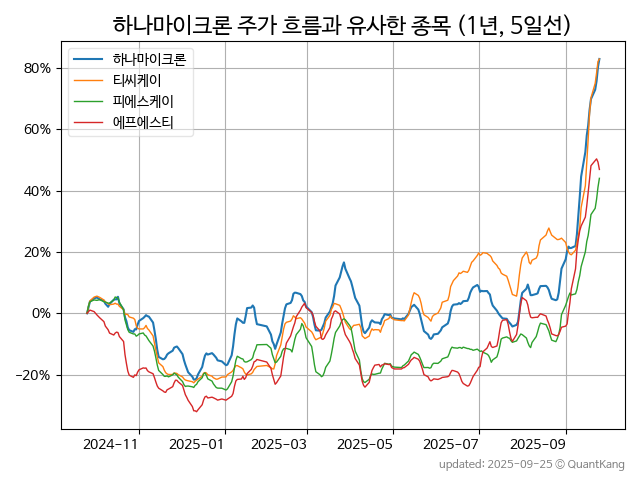 하나마이크론 주가 흐름과 유사한 종목 (1년, 5일선)
하나마이크론
티씨케이
피에스케이
에프에스티
80%
60%
40%
20%
0%
−20%
2024-11
2025-01
2025-03
2025-05
2025-07
2025-09
updated: 2025-09-25 © QuantKang